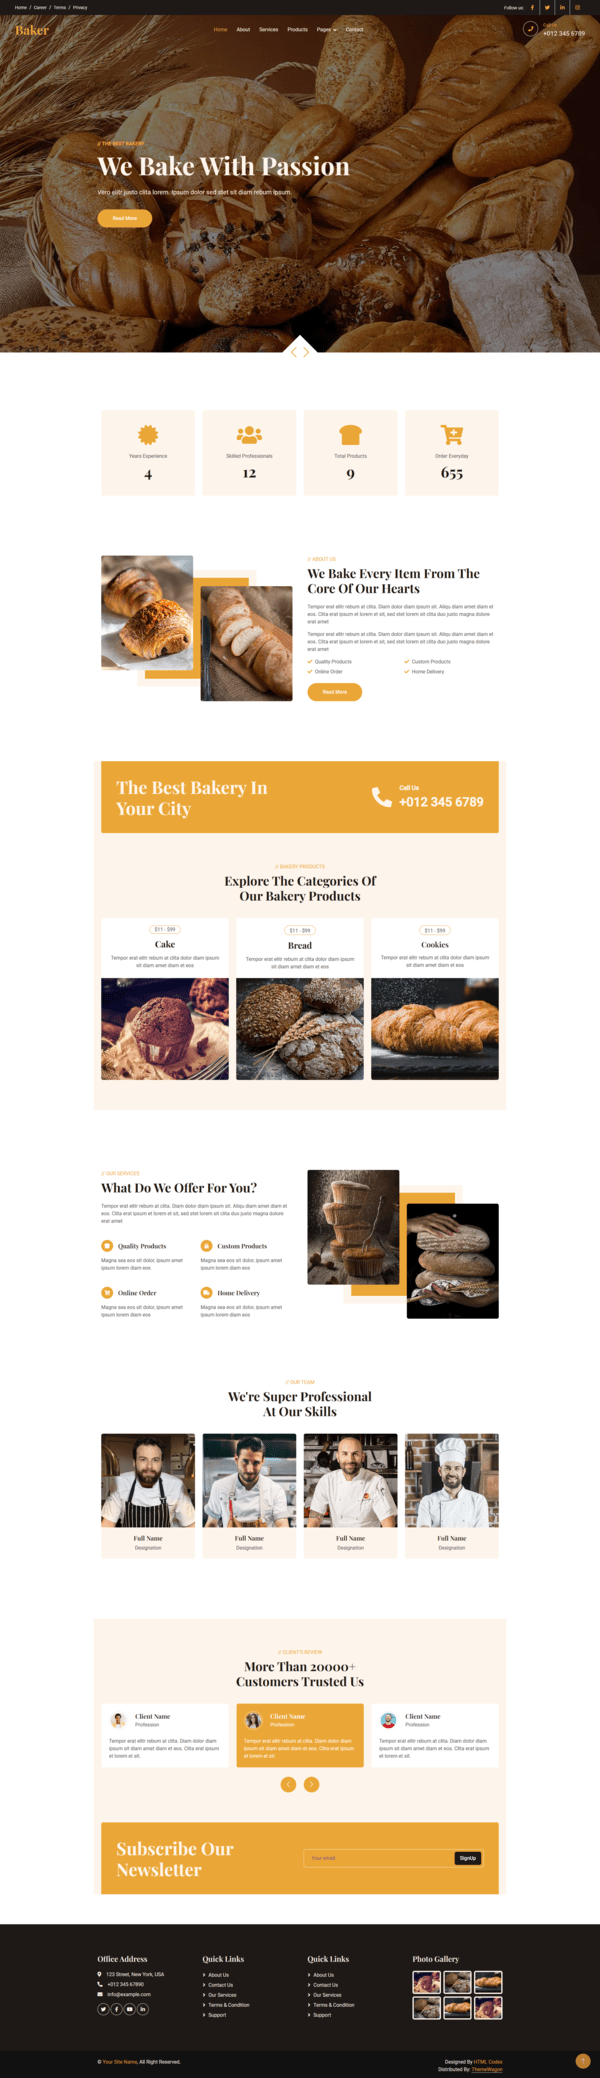 Home / Career / Terms / Privacy
Follow us:
Baker
Home About Services Products Pages Contact
Call Us
+012 345 6789
// THE BEST BAKERY
We Bake With Passion
Vero elitr justo clita lorem. Ipsum dolor sed stet sit diam rebum ipsum.
Read More
Years Experience
4
Skilled Professionals
12
Total Products
9
Order Everyday
655
// ABOUT US
We Bake Every Item From The
Core Of Our Hearts
Tempor erat elitr rebum at clita. Diam dolor diam ipsum sit. Aliqu diam amet diam et
eos. Clita erat ipsum et lorem et sit, sed stet lorem sit clita duo justo magna dolore
erat amet
Tempor erat elitr rebum at clita. Diam dolor diam ipsum sit. Aliqu diam amet diam et
eos. Clita erat ipsum et lorem et sit, sed stet lorem sit clita duo justo magna dolore
erat amet
Quality Products
Custom Products
Online Order
Home Delivery
Read More
The Best Bakery In
Your City
Call Us
+012 345 6789
// BAKERY PRODUCTS
Explore The Categories Of
Our Bakery Products
$11 - $99
Cake
Tempor erat elitr rebum at clita dolor diam ipsum
sit diam amet diam et eos
$11 - $99
Bread
Tempor erat elitr rebum at clita dolor diam ipsum
sit diam amet diam et eos
$11 - $99
Cookies
Tempor erat elitr rebum at clita dolor diam ipsum
sit diam amet diam et eos
// OUR SERVICES
What Do We Offer For You?
Tempor erat elitr rebum at clita. Diam dolor diam ipsum sit. Aliqu diam amet diam et
eos. Clita erat ipsum et lorem et sit, sed stet lorem sit clita duo justo magna dolore
erat amet
Quality Products
Magna sea eos sit dolor, ipsum amet
ipsum lorem diam eos
Custom Products
Magna sea eos sit dolor, ipsum amet
ipsum lorem diam eos
Online Order
Magna sea eos sit dolor, ipsum amet
ipsum lorem diam eos
Home Delivery
Magna sea eos sit dolor, ipsum amet
ipsum lorem diam eos
// OUR TEAM
We're Super Professional
At Our Skills
Full Name
Designation
Full Name
Designation
Full Name
Designation
Full Name
Designation
// CLIENT'S REVIEW
More Than 20000+
Customers Trusted Us
Client Name
Profession
Tempor erat elitr rebum at clita. Diam dolor diam
ipsum sit diam amet diam et eos. Clita erat ipsum
et lorem et sit.
Client Name
Profession
Tempor erat elitr rebum at clita. Diam dolor diam
ipsum sit diam amet diam et eos. Clita erat ipsum
et lorem et sit.
Client Name
Profession
Tempor erat elitr rebum at clita. Diam dolor diam
ipsum sit diam amet diam et eos. Clita erat ipsum
et lorem et sit.
Subscribe Our
Newsletter
Your email
SignUp
Office Address
123 Street, New York, USA
+012 345 67890
info@example.com
Quick Links
About Us
Contact Us
Our Services
Terms & Condition
Support
Quick Links
About Us
Contact Us
Our Services
Terms & Condition
Support
Photo Gallery
© Your Site Name, All Right Reserved.
Designed By HTML Codex
Distributed By: ThemeWagon